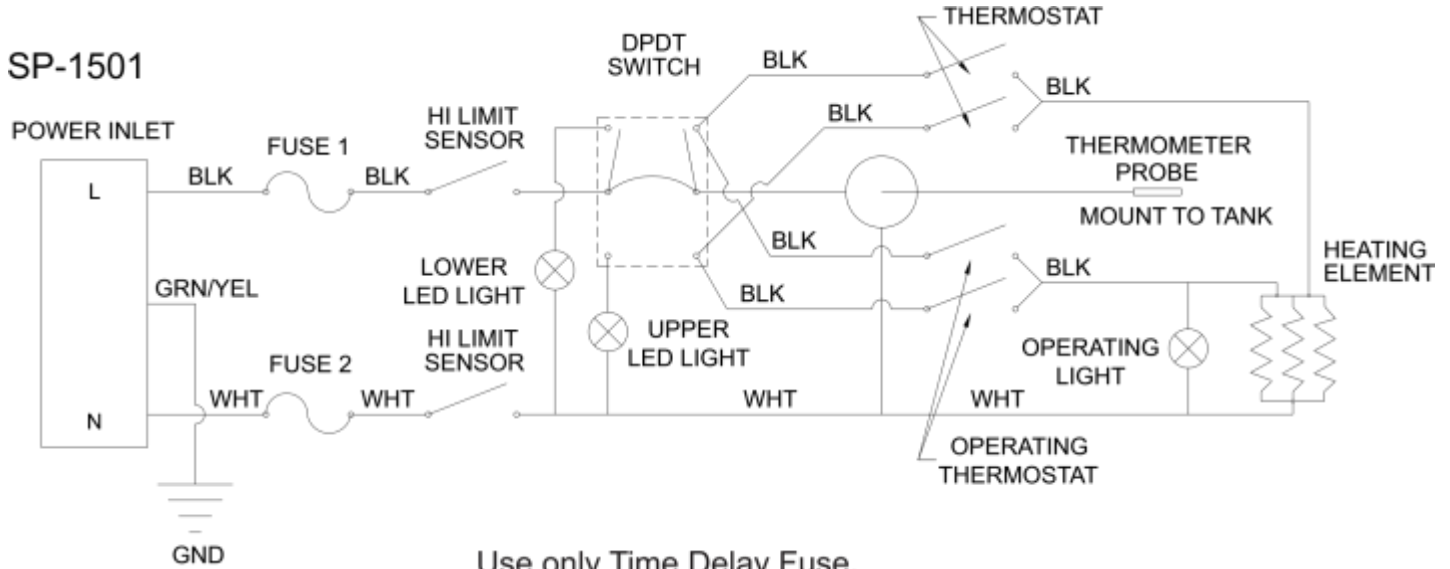 SP-1501
POWER INLET
L
N
BLK
FUSE 1
BLK
HI LIMIT
SENSOR
GRN/YEL
GND
WHT
FUSE 2
WHT
HI LIMIT
SENSOR
LOWER
LED LIGHT
UPPER
LED LIGHT
DPDT
SWITCH
BLK
BLK
BLK
BLK
THERMOSTAT
BLK
THERMOMETER
PROBE
MOUNT TO TANK
BLK
HEATING
ELEMENT
OPERATING
LIGHT
WHT
WHT
OPERATING
THERMOSTAT
Use only Time Delay Fuse